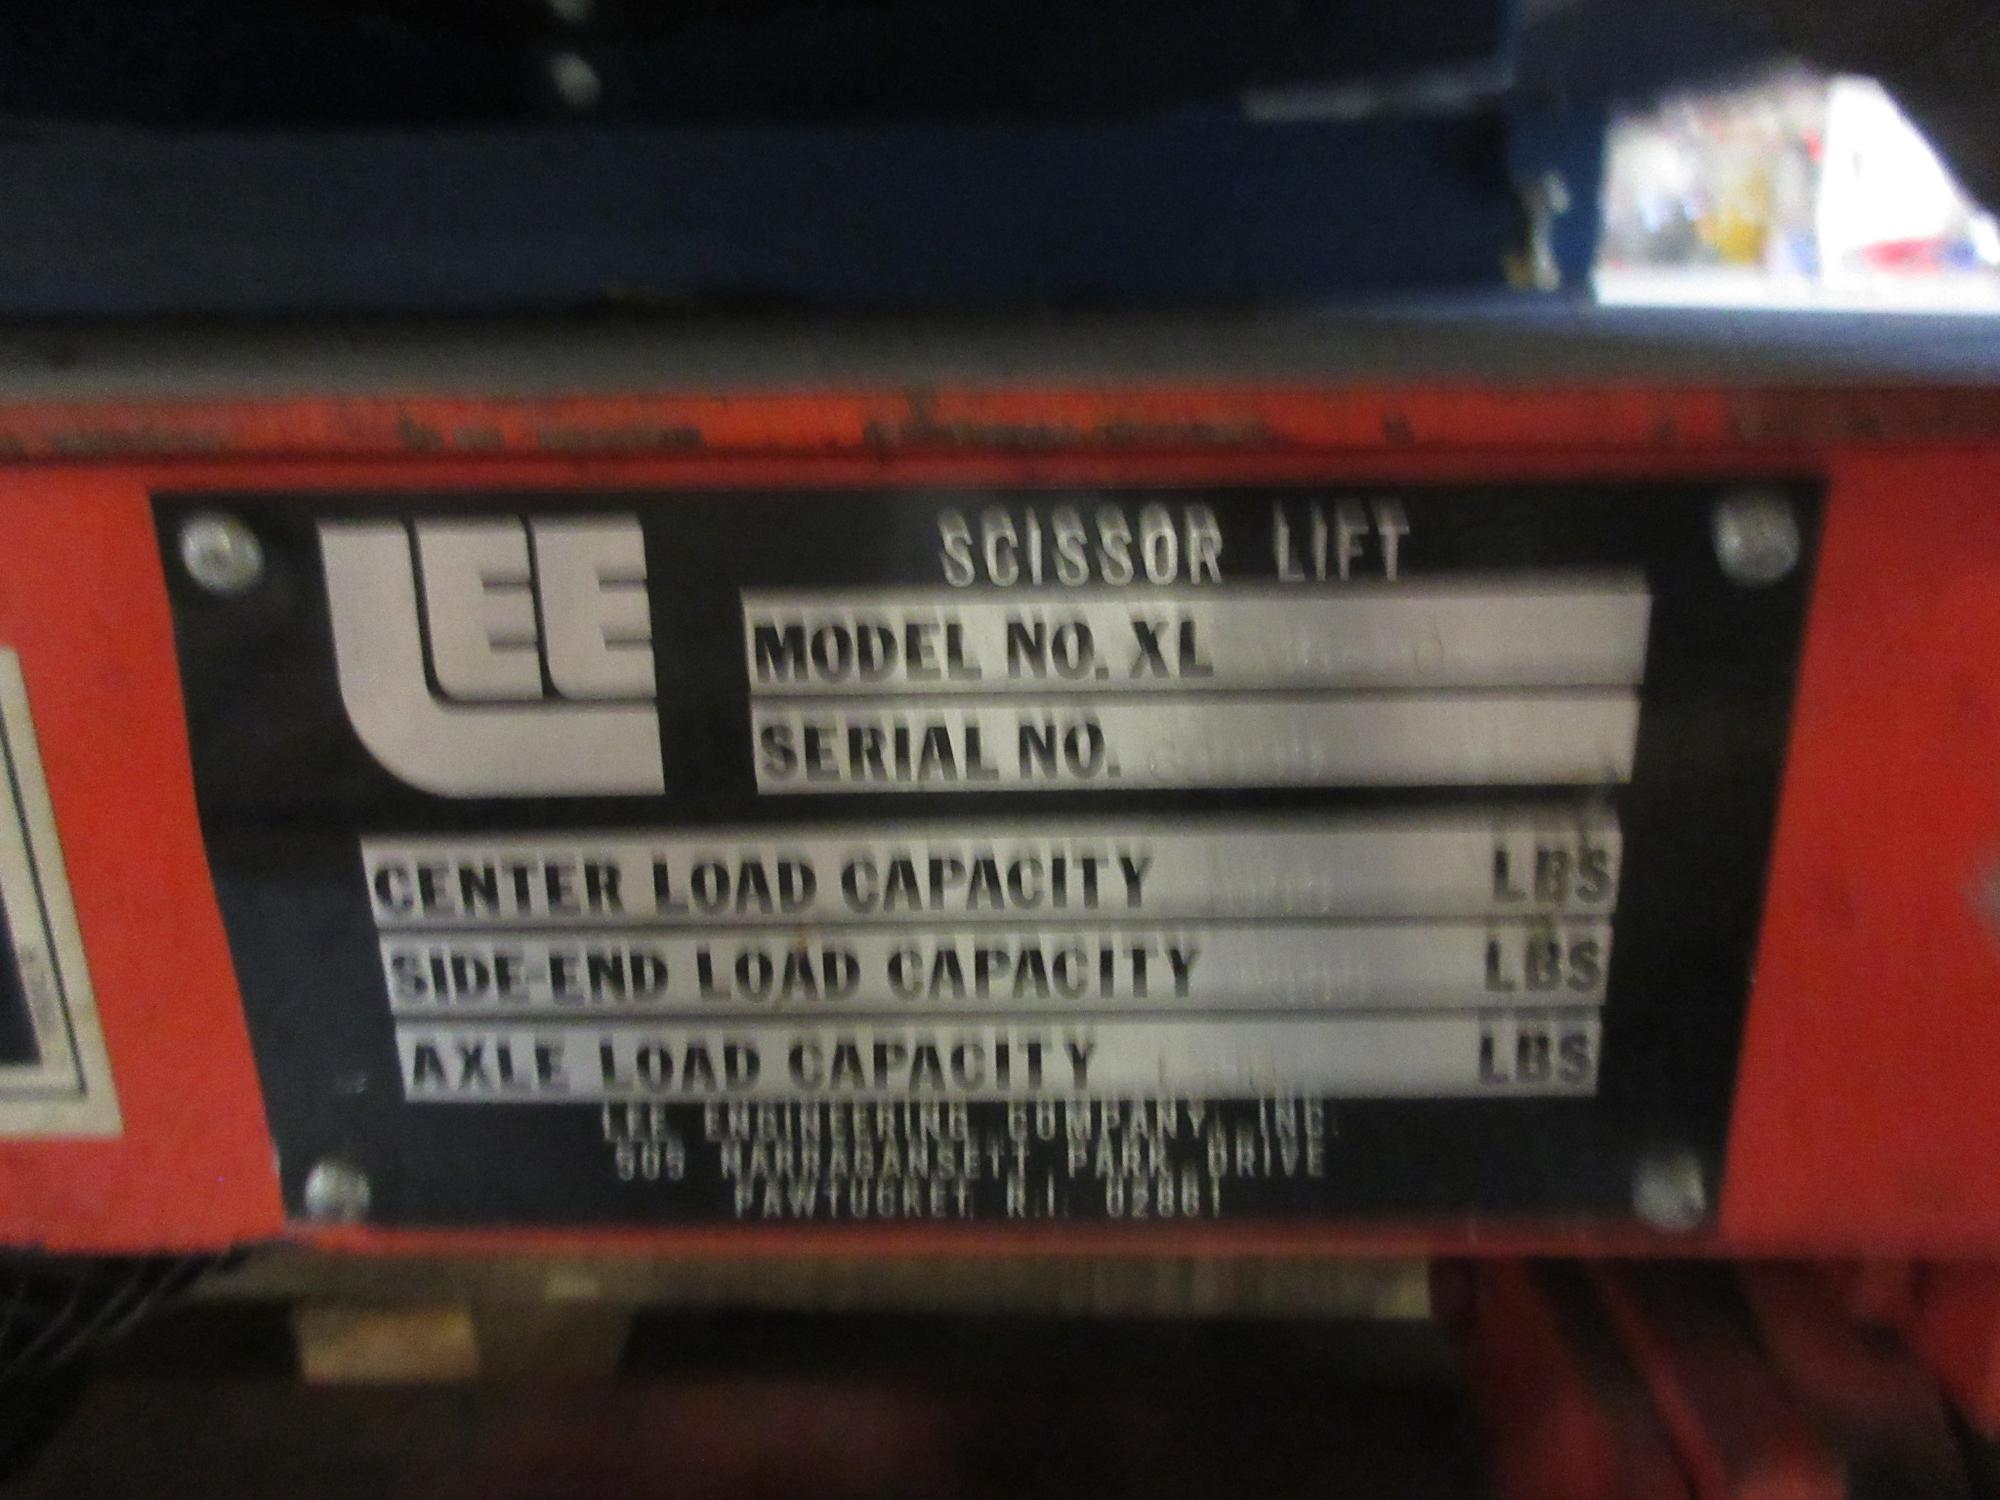 LEE
SCISSOR LIFT
MODEL NO. XL
SERIAL NO.
CENTER LOAD CAPACITY LBS
SIDE-END LOAD CAPACITY LBS
AXLE LOAD CAPACITY LBS
LEE ENGINEERING COMPANY, INC.
505 NARRAGANSETT PARK DRIVE
PAWTUCKET, R.I. 02861